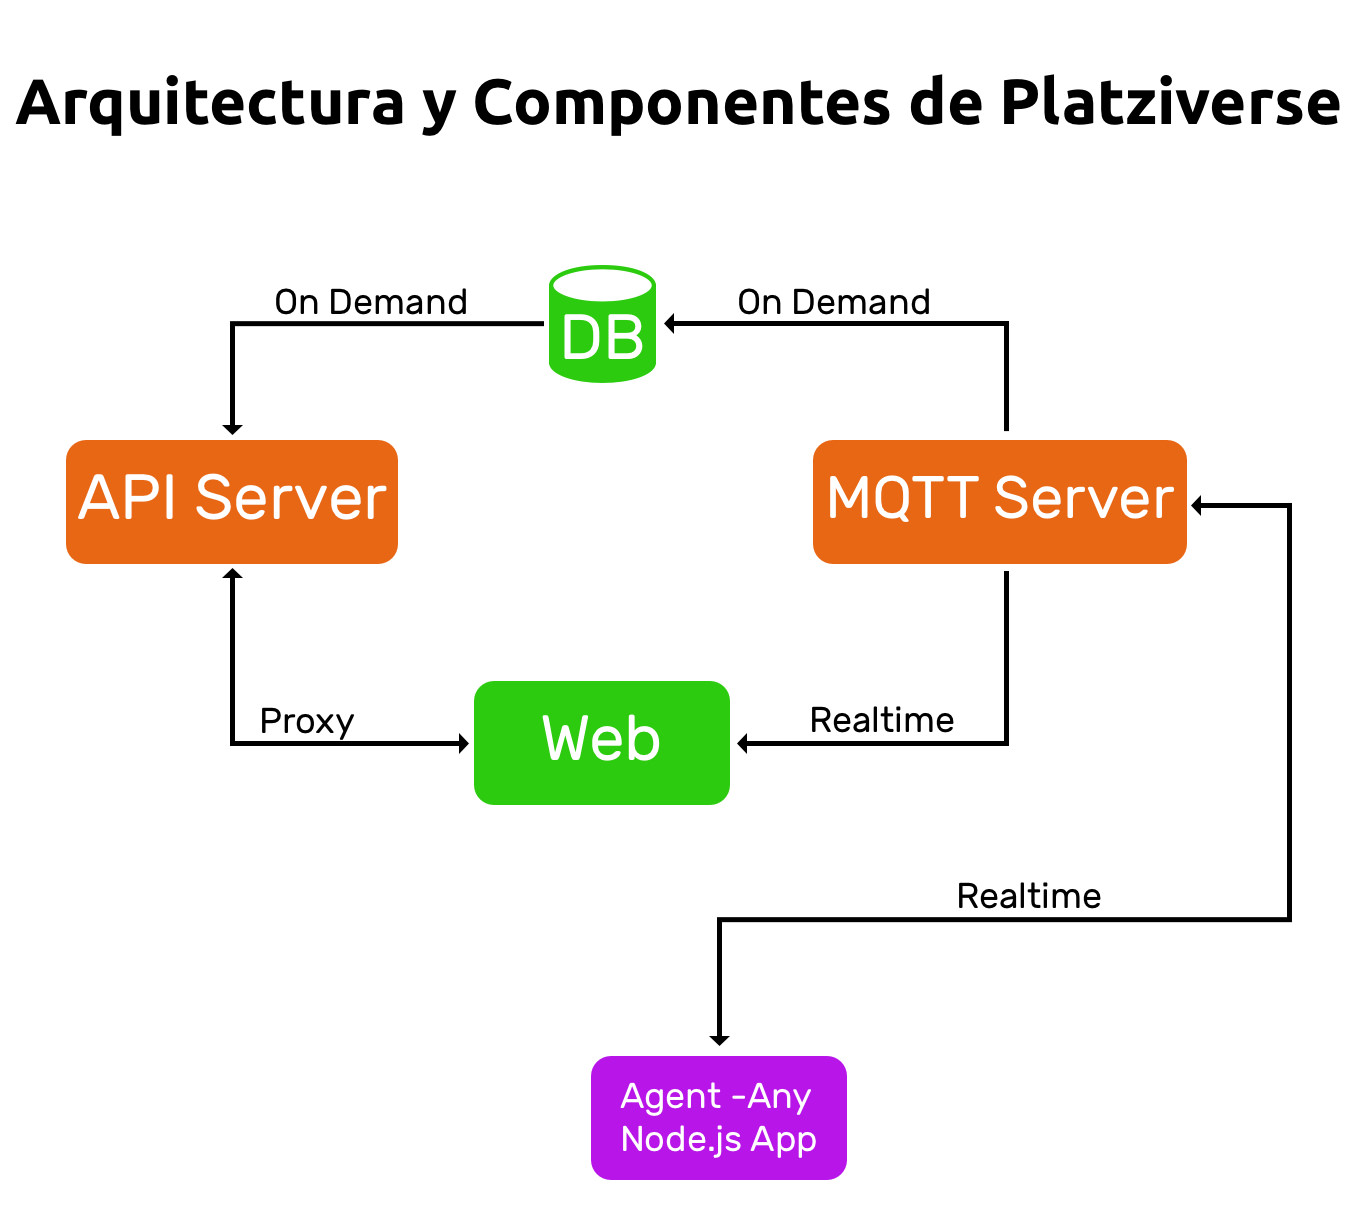 Arquitectura y Componentes de Platziverse
On Demand
DB
On Demand
API Server
MQTT Server
Proxy
Web
Realtime
Realtime
Agent -Any
Node.js App